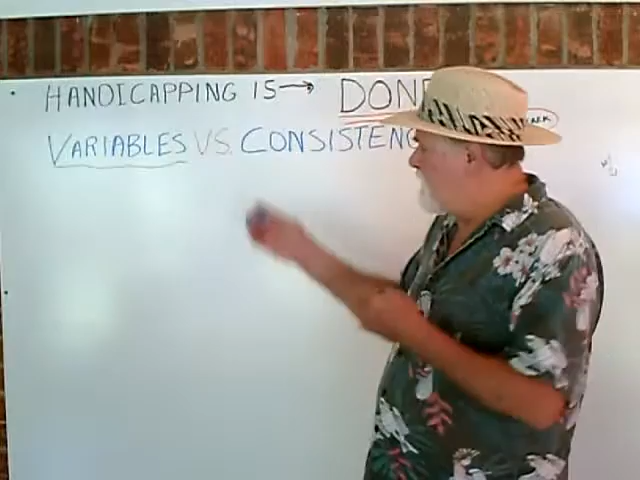 HANDICAPPING IS → DON
VARIABLES VS. CONSISTENC